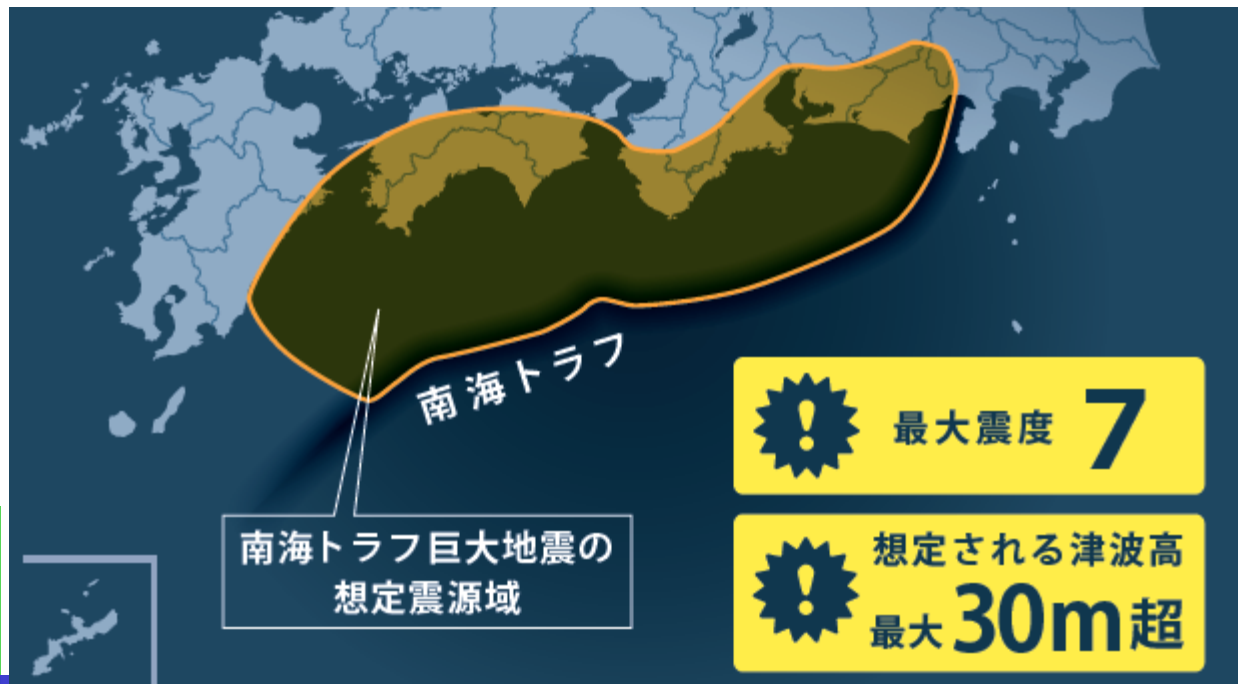 南海トラフ
最大震度 7
南海トラフ巨大地震の
想定震源域
想定される津波高
最大30m超